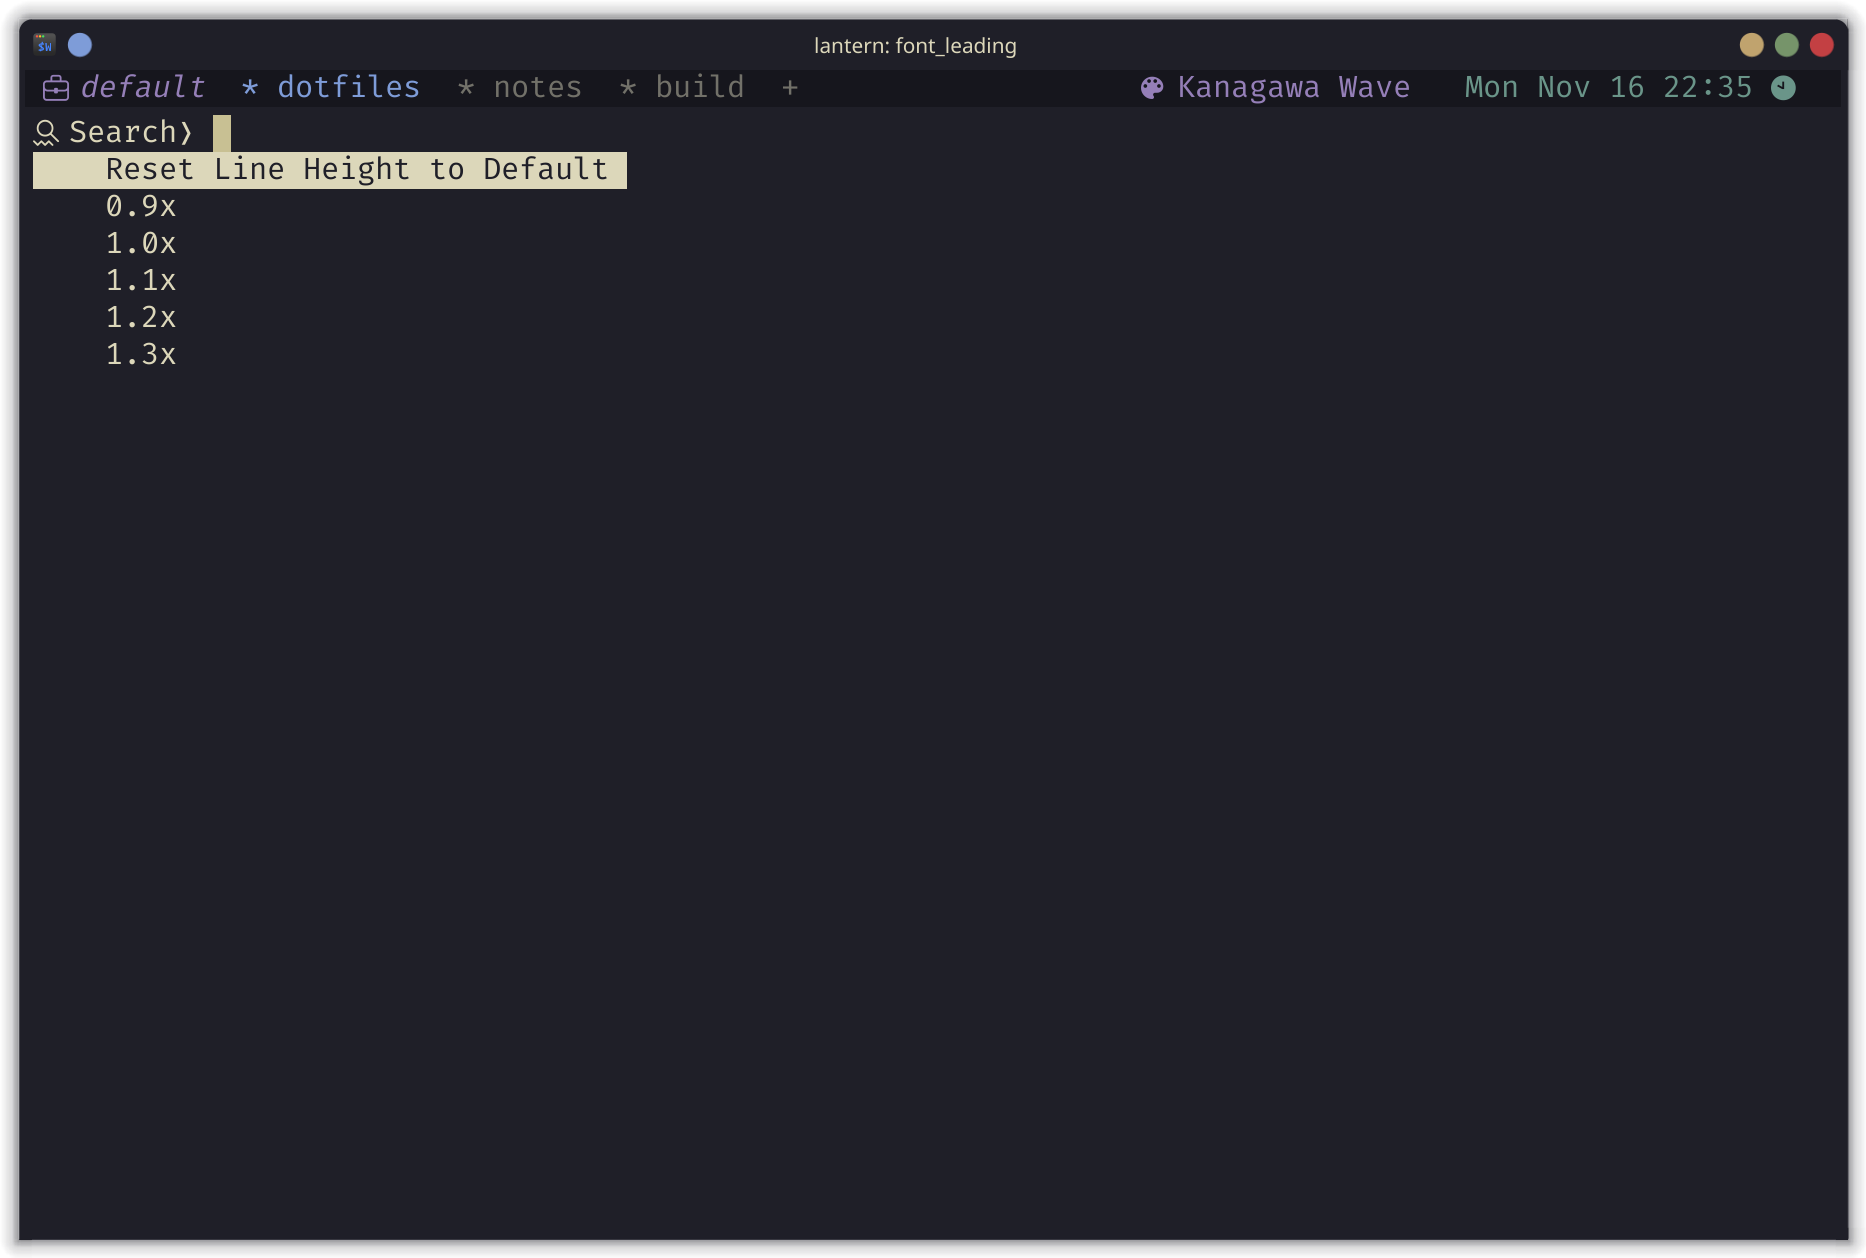 $W
lantern: font_leading
default * dotfiles * notes * build + Kanagawa Wave Mon Nov 16 22:35
Search⟩
Reset Line Height to Default
0.9x
1.0x
1.1x
1.2x
1.3x